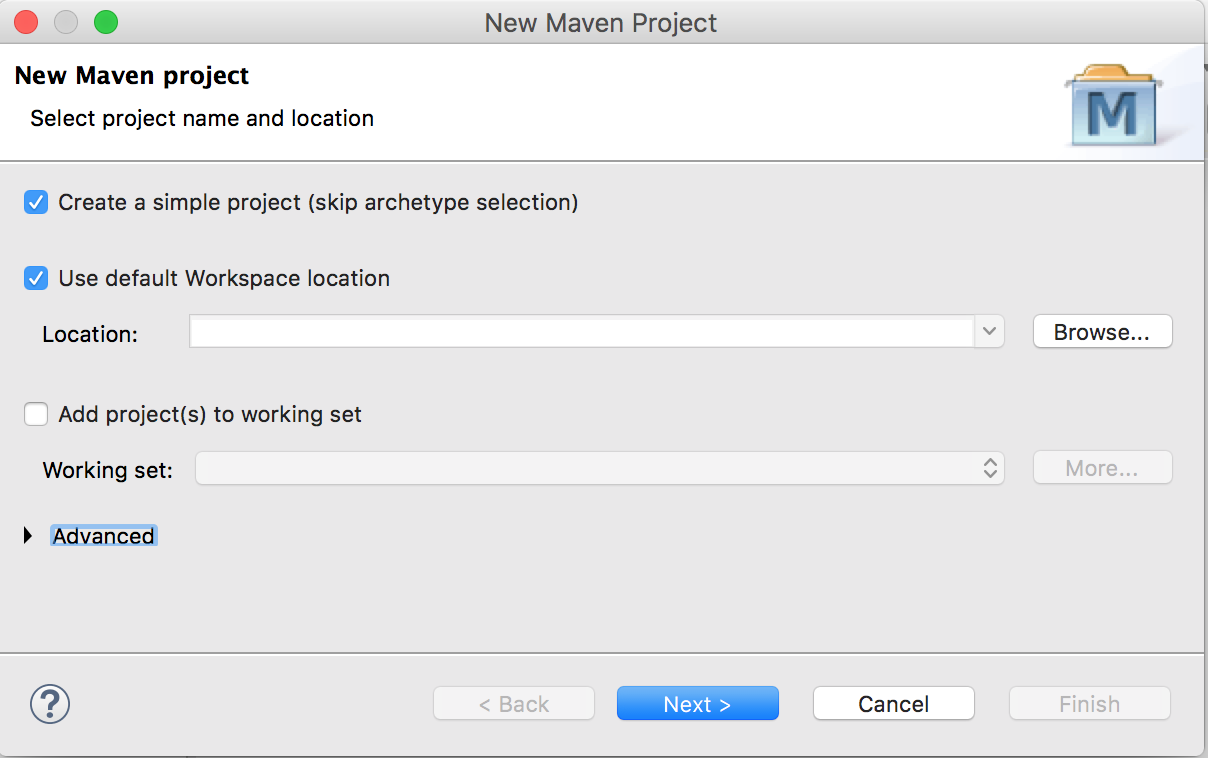 New Maven Project
New Maven project
Select project name and location
M
Create a simple project (skip archetype selection)
Use default Workspace location
Location:
Browse...
Add project(s) to working set
Working set:
More...
Advanced
?
< Back
Next >
Cancel
Finish